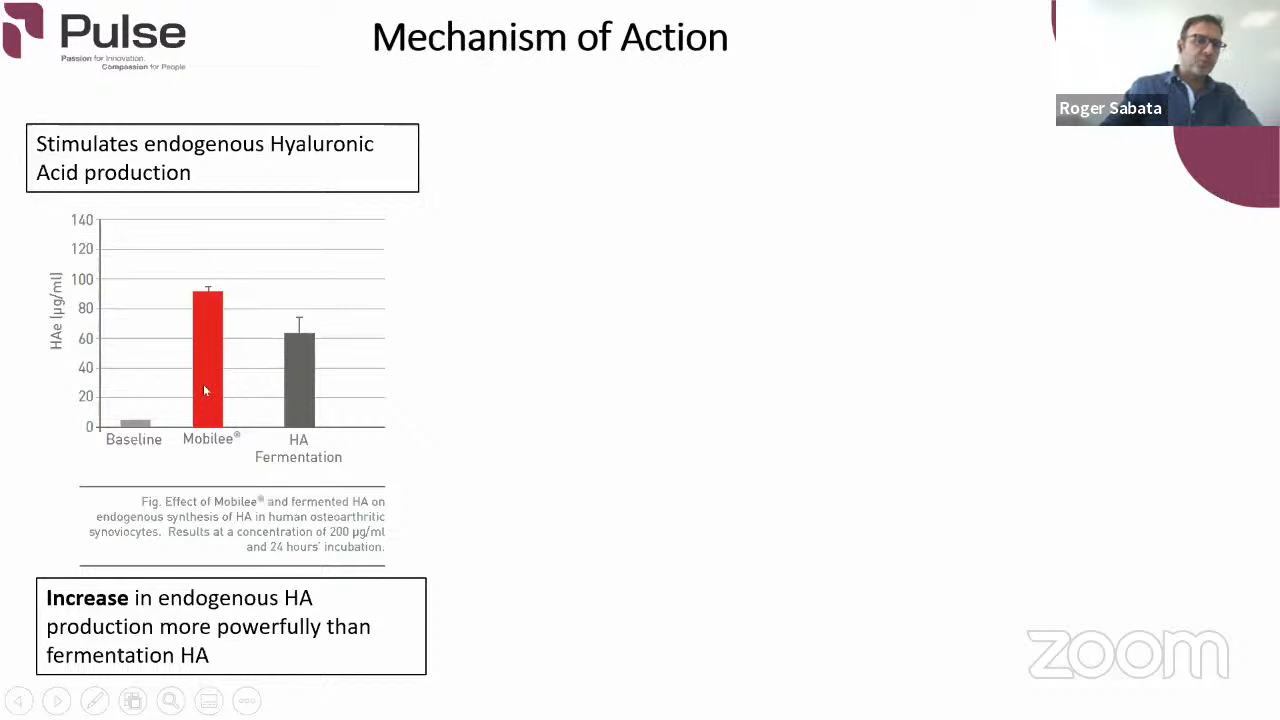 Pulse
Passion for Innovation.
Compassion for People
Mechanism of Action
Roger Sabata
Stimulates endogenous Hyaluronic
Acid production
140
120
100
80
60
40
20
0
HAe [µg/ml]
Baseline
Mobilee®
HA
Fermentation
Fig. Effect of Mobilee® and fermented HA on
endogenous synthesis of HA in human osteoarthritic
synoviocytes. Results at a concentration of 200 µg/ml
and 24 hours' incubation.
Increase in endogenous HA
production more powerfully than
fermentation HA
zoom